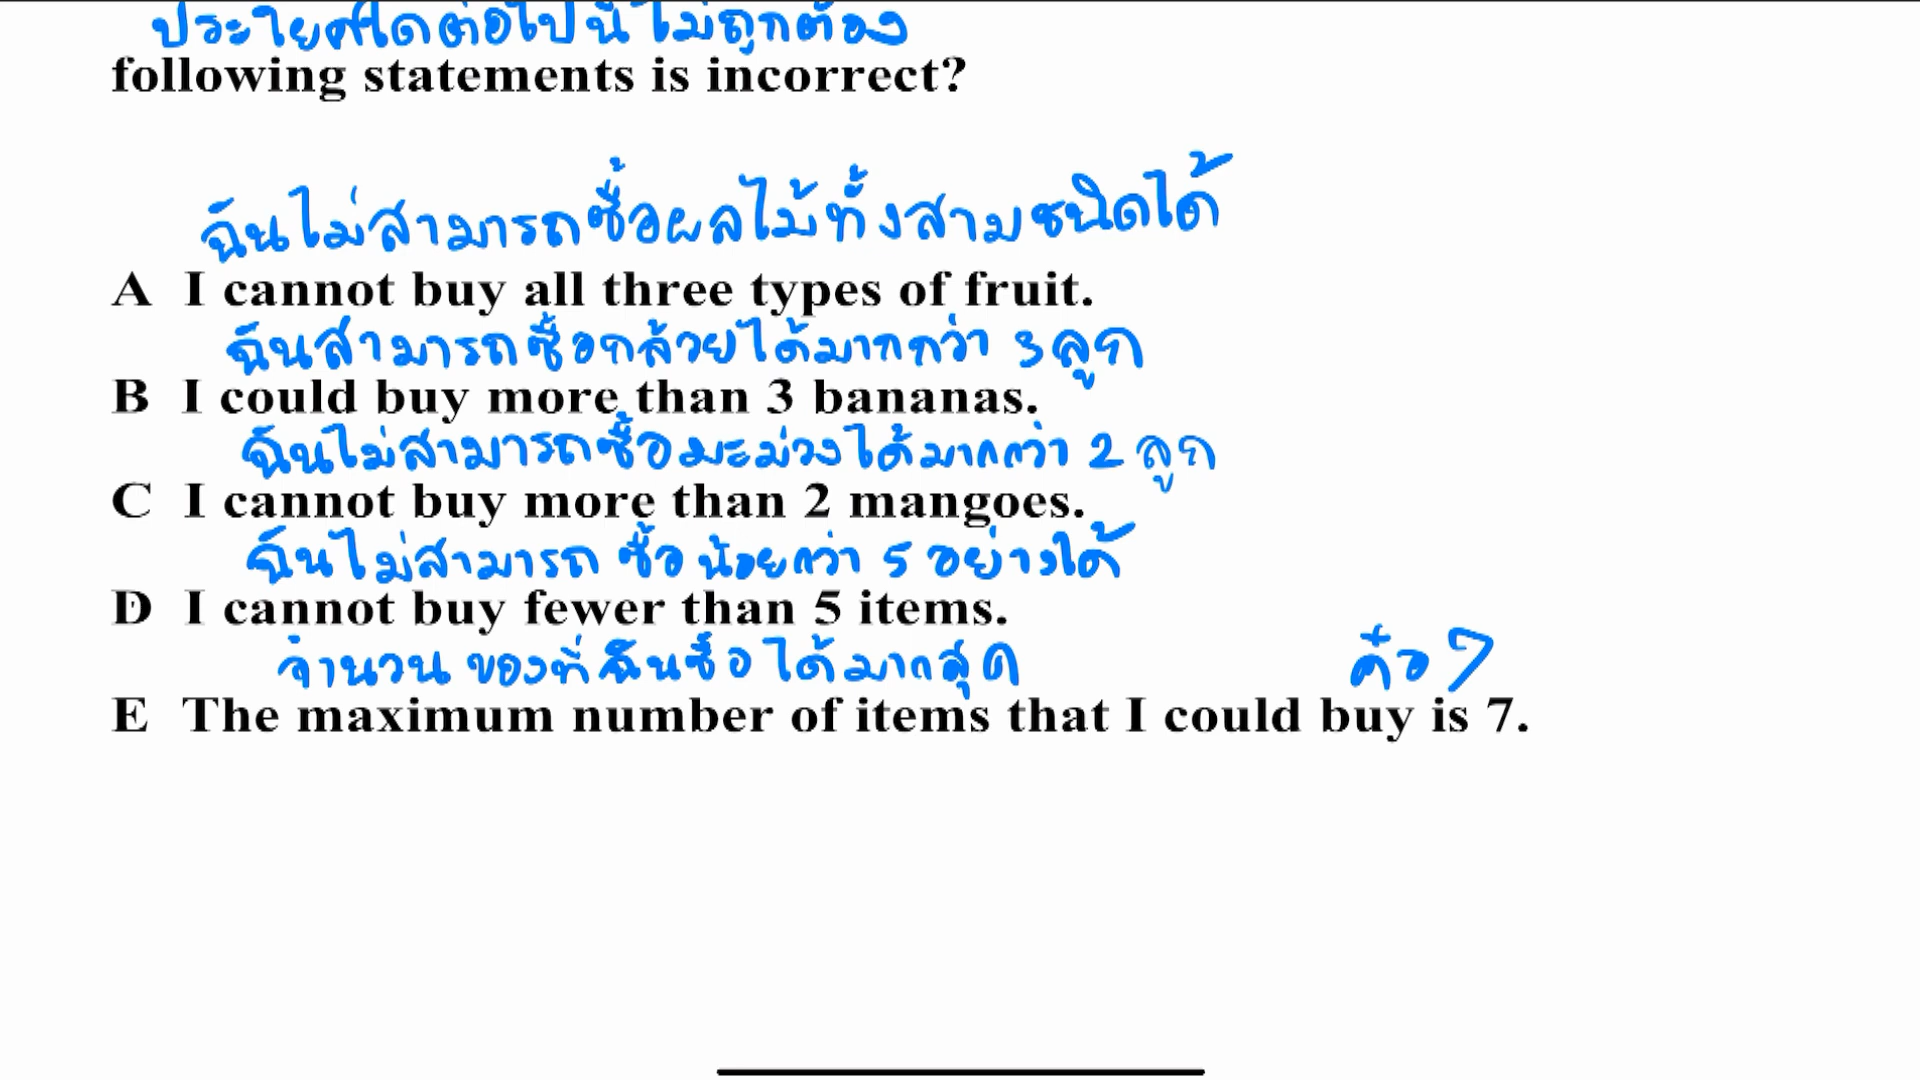 ประโยคใดต่อไปนี้ไม่ถูกต้อง
following statements is incorrect?
ฉันไม่สามารถซื้อผลไม้ทั้งสามชนิดได้
A I cannot buy all three types of fruit.
ฉันสามารถซื้อกล้วยได้มากกว่า 3 ลูก
B I could buy more than 3 bananas.
ฉันไม่สามารถซื้อมะม่วงได้มากกว่า 2 ลูก
C I cannot buy more than 2 mangoes.
ฉันไม่สามารถ ซื้อ น้อยกว่า 5 อย่างได้
D I cannot buy fewer than 5 items.
จำนวน ของที่ ฉันซื้อ ได้มากสุด คือ 7
E The maximum number of items that I could buy is 7.